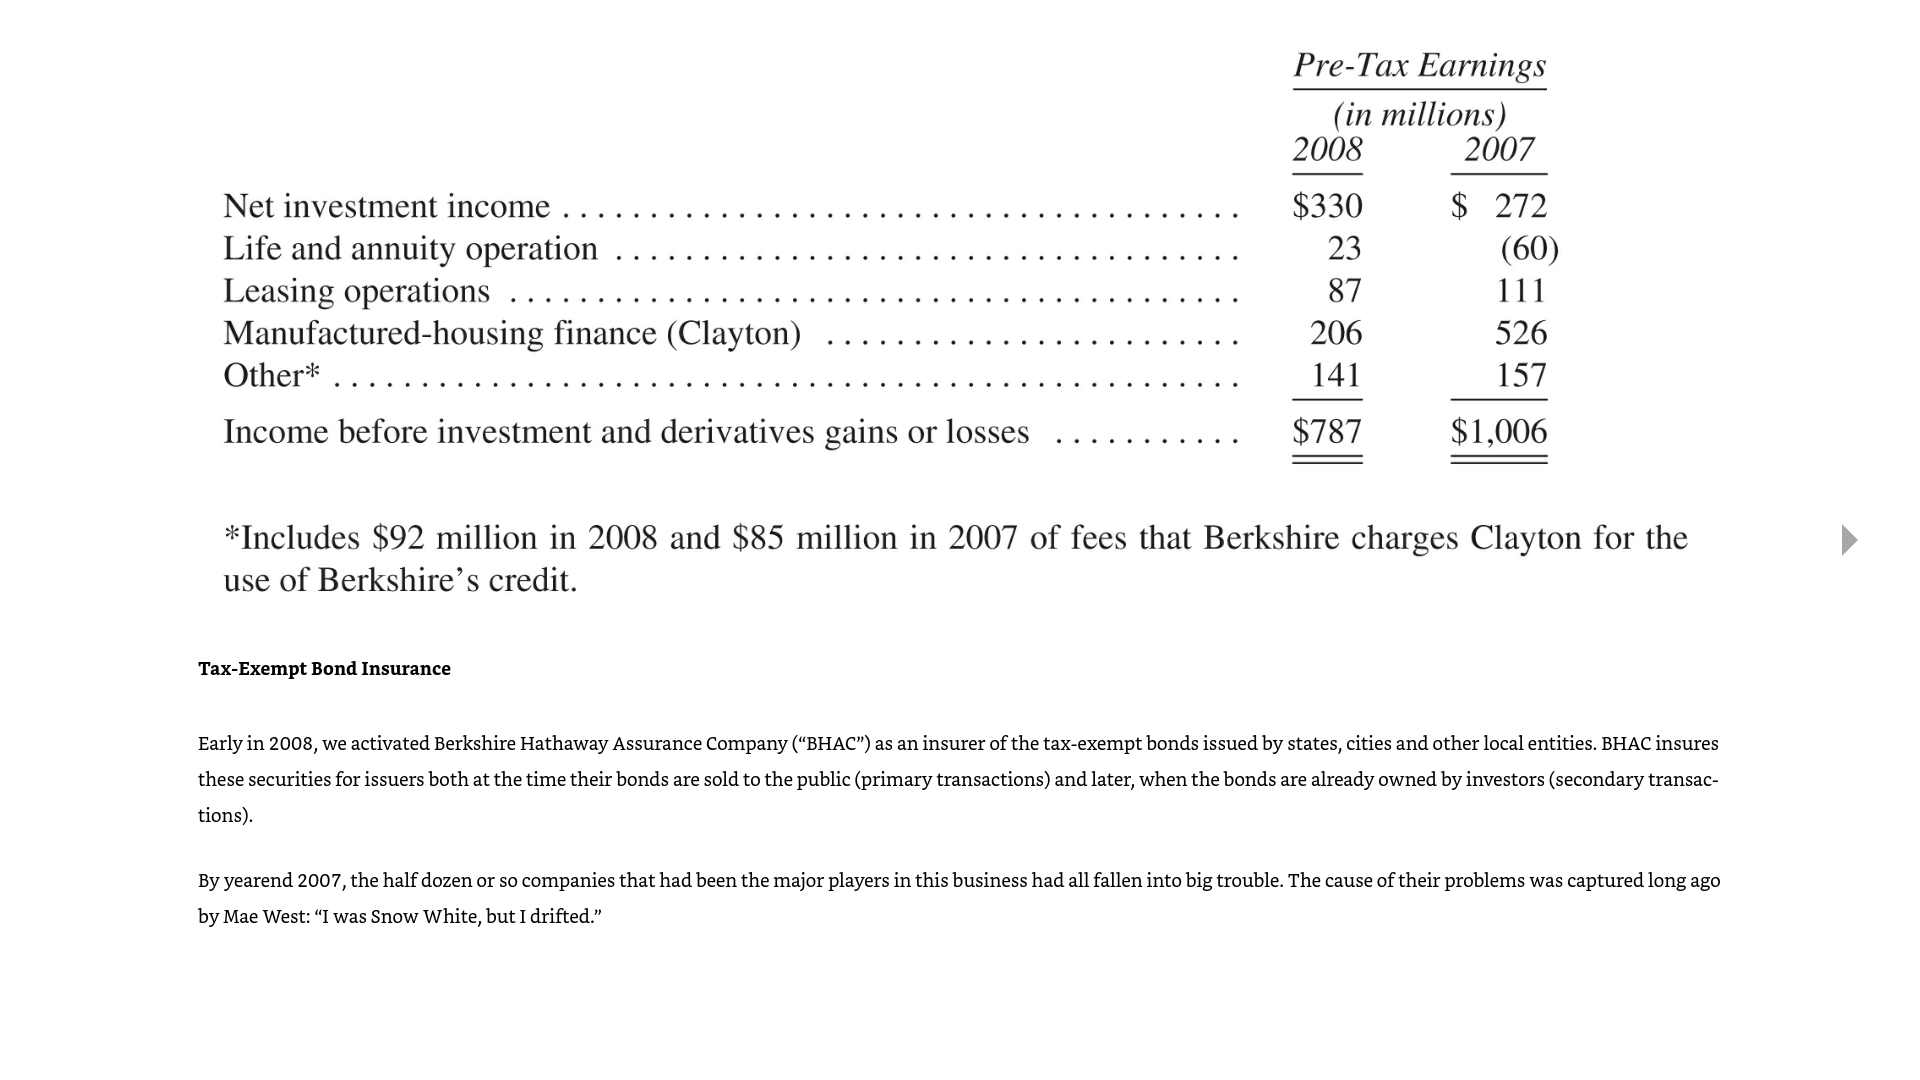 Pre-Tax Earnings
(in millions)
2008 2007
Net investment income . . . . . . . . . . . . . . . . . . . . . . . . . . . . . . . . . . . . . . . $330 $ 272
Life and annuity operation . . . . . . . . . . . . . . . . . . . . . . . . . . . . . . . . . . . . 23 (60)
Leasing operations . . . . . . . . . . . . . . . . . . . . . . . . . . . . . . . . . . . . . . . . . . 87 111
Manufactured-housing finance (Clayton) . . . . . . . . . . . . . . . . . . . . . . . . 206 526
Other* . . . . . . . . . . . . . . . . . . . . . . . . . . . . . . . . . . . . . . . . . . . . . . . . . . . . 141 157
Income before investment and derivatives gains or losses . . . . . . . . . . . $787 $1,006
*Includes $92 million in 2008 and $85 million in 2007 of fees that Berkshire charges Clayton for the
use of Berkshire’s credit.
Tax-Exempt Bond Insurance
Early in 2008, we activated Berkshire Hathaway Assurance Company (“BHAC”) as an insurer of the tax-exempt bonds issued by states, cities and other local entities. BHAC insures
these securities for issuers both at the time their bonds are sold to the public (primary transactions) and later, when the bonds are already owned by investors (secondary transac-
tions).
By yearend 2007, the half dozen or so companies that had been the major players in this business had all fallen into big trouble. The cause of their problems was captured long ago
by Mae West: “I was Snow White, but I drifted.”